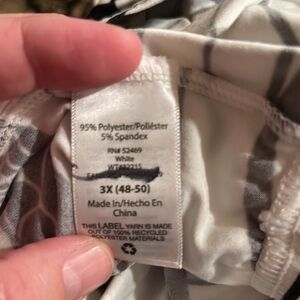 95% Polyester/Poliéster
5% Spandex
RN# 52469
White
3X (48-50)
Made In/Hecho En
China
THIS LABEL YARN IS MADE
OUT OF 100% RECYCLED
POLYESTER MATERIALS